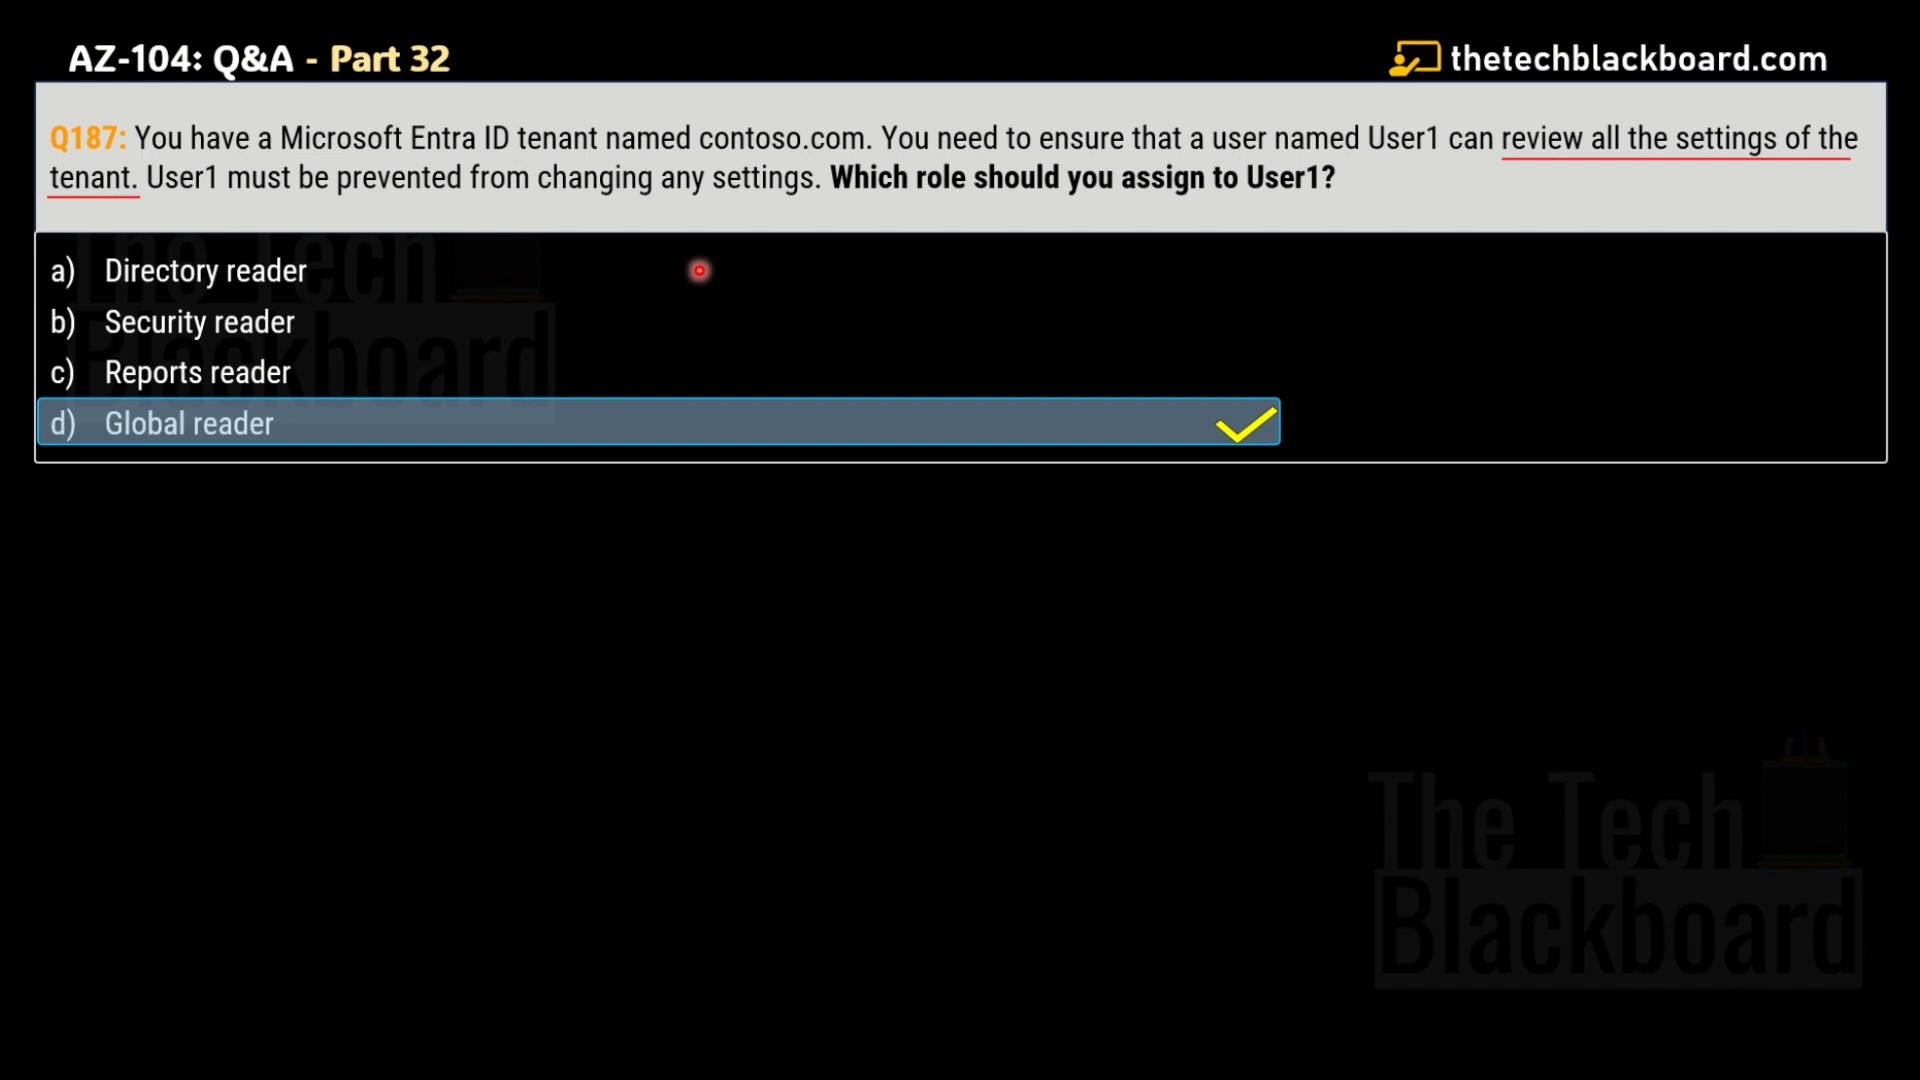 AZ-104: Q&A - Part 32
thetechblackboard.com
Q187: You have a Microsoft Entra ID tenant named contoso.com. You need to ensure that a user named User1 can review all the settings of the
tenant. User1 must be prevented from changing any settings. Which role should you assign to User1?
a) Directory reader
b) Security reader
c) Reports reader
d) Global reader
The Tech
Blackboard
The Tech
Blackboard